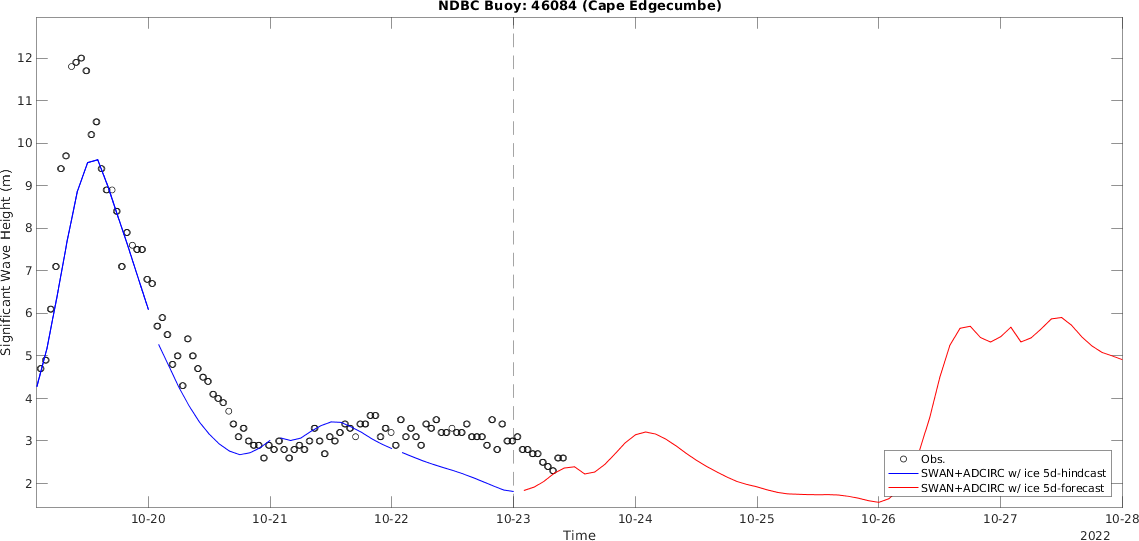 NDBC Buoy: 46084 (Cape Edgecumbe)
Significant Wave Height (m)
12
11
10
9
8
7
6
5
4
3
2
Obs.
SWAN+ADCIRC w/ ice 5d-hindcast
SWAN+ADCIRC w/ ice 5d-forecast
10-20 10-21 10-22 10-23 10-24 10-25 10-26 10-27 10-28
Time
2022